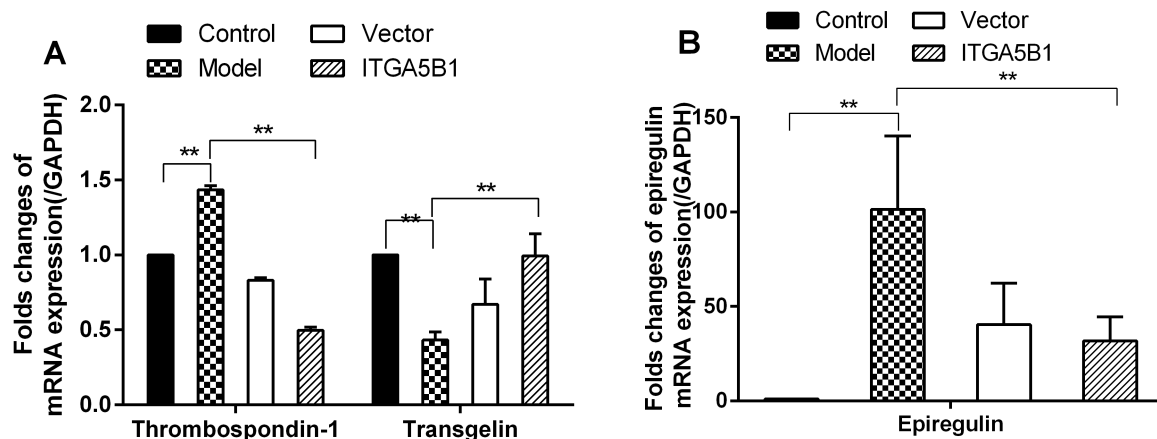 A
Control Vector
Model ITGA5B1
Folds changes of
mRNA expression(/GAPDH)
2.0
1.5
1.0
0.5
0.0
** **
** **
Thrombospondin-1 Transgelin
B
Control Vector
Model ITGA5B1
Folds changes of epiregulin
mRNA expression(/GAPDH)
150
100
50
0
** **
Epiregulin